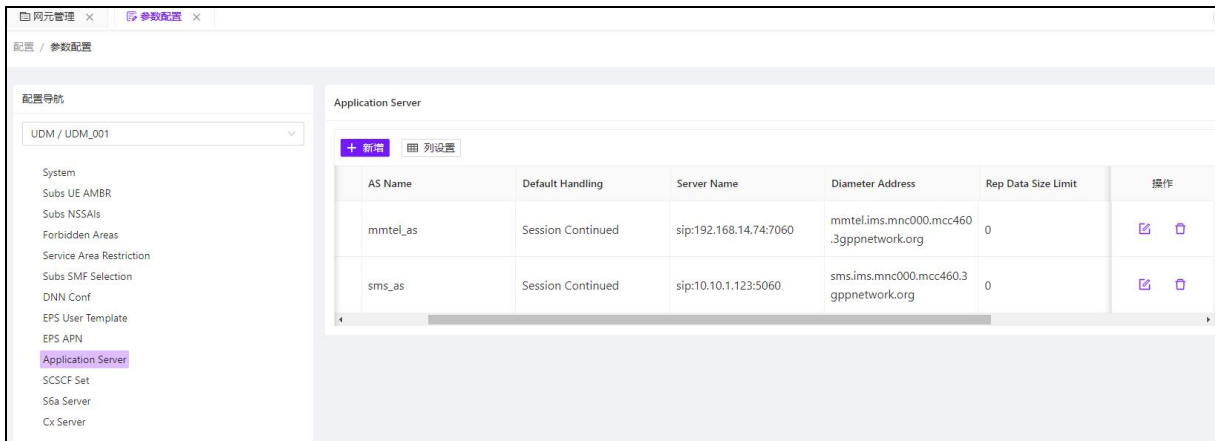 网元管理 × 参数配置 ×
配置 / 参数配置
配置导航
UDM / UDM_001
System
Subs UE AMBR
Subs NSSAIs
Forbidden Areas
Service Area Restriction
Subs SMF Selection
DNN Conf
EPS User Template
EPS APN
Application Server
SCSCF Set
S6a Server
Cx Server
Application Server
+ 新增 列设置
AS Name Default Handling Server Name Diameter Address Rep Data Size Limit 操作
mmtel_as Session Continued sip:192.168.14.74:7060 mmtel.ims.mnc000.mcc460 0
.3gppnetwork.org
sms_as Session Continued sip:10.10.1.123:5060 sms.ims.mnc000.mcc460.3 0
gppnetwork.org